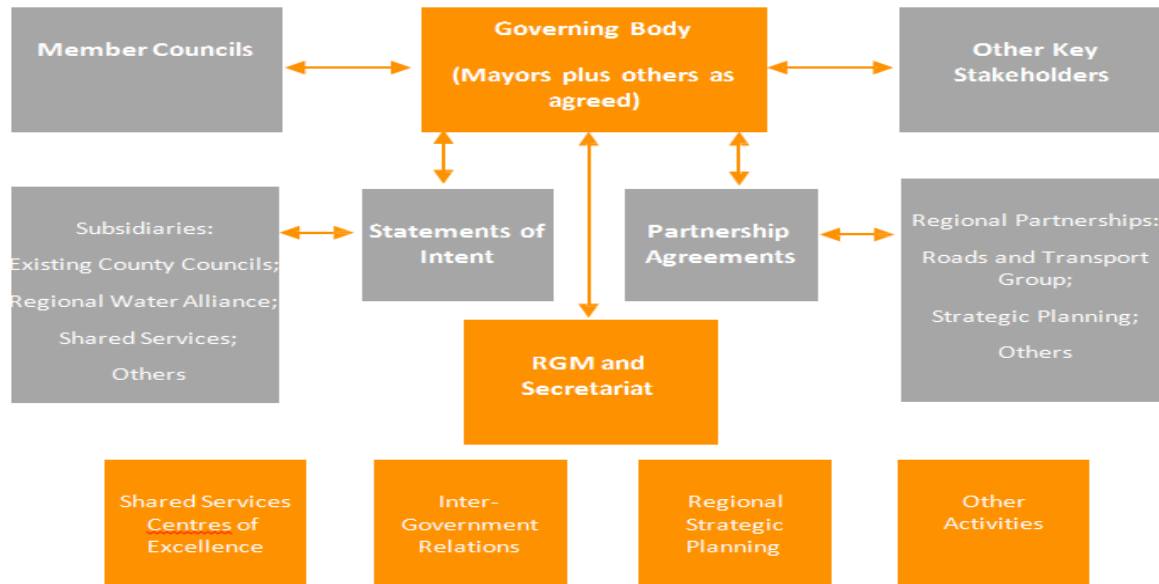 Member Councils
Governing Body
(Mayors plus others as
agreed)
Other Key
Stakeholders
Subsidiaries:
Existing County Councils;
Regional Water Alliance;
Shared Services;
Others
Statements of
Intent
Partnership
Agreements
Regional Partnerships:
Roads and Transport
Group;
Strategic Planning;
Others
RGM and
Secretariat
Shared Services
Centres of
Excellence
Inter-
Government
Relations
Regional
Strategic
Planning
Other
Activities